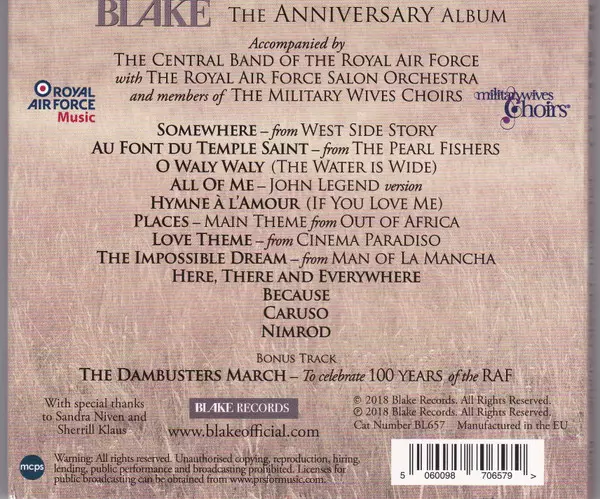 BLAKE THE ANNIVERSARY ALBUM
Accompanied by
THE CENTRAL BAND OF THE ROYAL AIR FORCE
with THE ROYAL AIR FORCE SALON ORCHESTRA
and members of THE MILITARY WIVES CHOIRS
ROYAL
AIR FORCE
Music
militarywives
Choirs
SOMEWHERE – from WEST SIDE STORY
AU FONT DU TEMPLE SAINT – from THE PEARL FISHERS
O WALY WALY (THE WATER IS WIDE)
ALL OF ME – JOHN LEGEND version
HYMNE À L'AMOUR (IF YOU LOVE ME)
PLACES – MAIN THEME from OUT OF AFRICA
LOVE THEME – from CINEMA PARADISO
THE IMPOSSIBLE DREAM – from MAN OF LA MANCHA
HERE, THERE AND EVERYWHERE
BECAUSE
CARUSO
NIMROD
BONUS TRACK
THE DAMBUSTERS MARCH – To celebrate 100 YEARS of the RAF
With special thanks
to Sandra Niven and
Sherrill Klaus
BLAKE RECORDS
www.blakeofficial.com
℗ 2018 Blake Records. All Rights Reserved.
© 2018 Blake Records. All Rights Reserved.
Cat Number BL657 Manufactured in the EU
mcps
Warning: All rights reserved. Unauthorised copying, reproduction, hiring,
lending, public performance and broadcasting prohibited. Licences for
public broadcasting can be obtained from www.prsformusic.com.
5 060098 706579 >